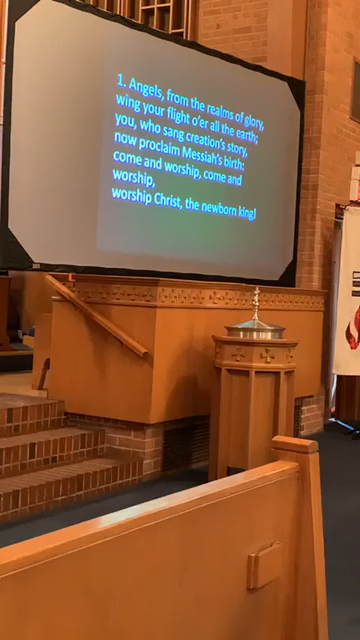 1. Angels, from the realms of glory,
wing your flight o'er all the earth;
you, who sang creation's story,
now proclaim Messiah's birth:
come and worship, come and
worship,
worship Christ, the newborn king!